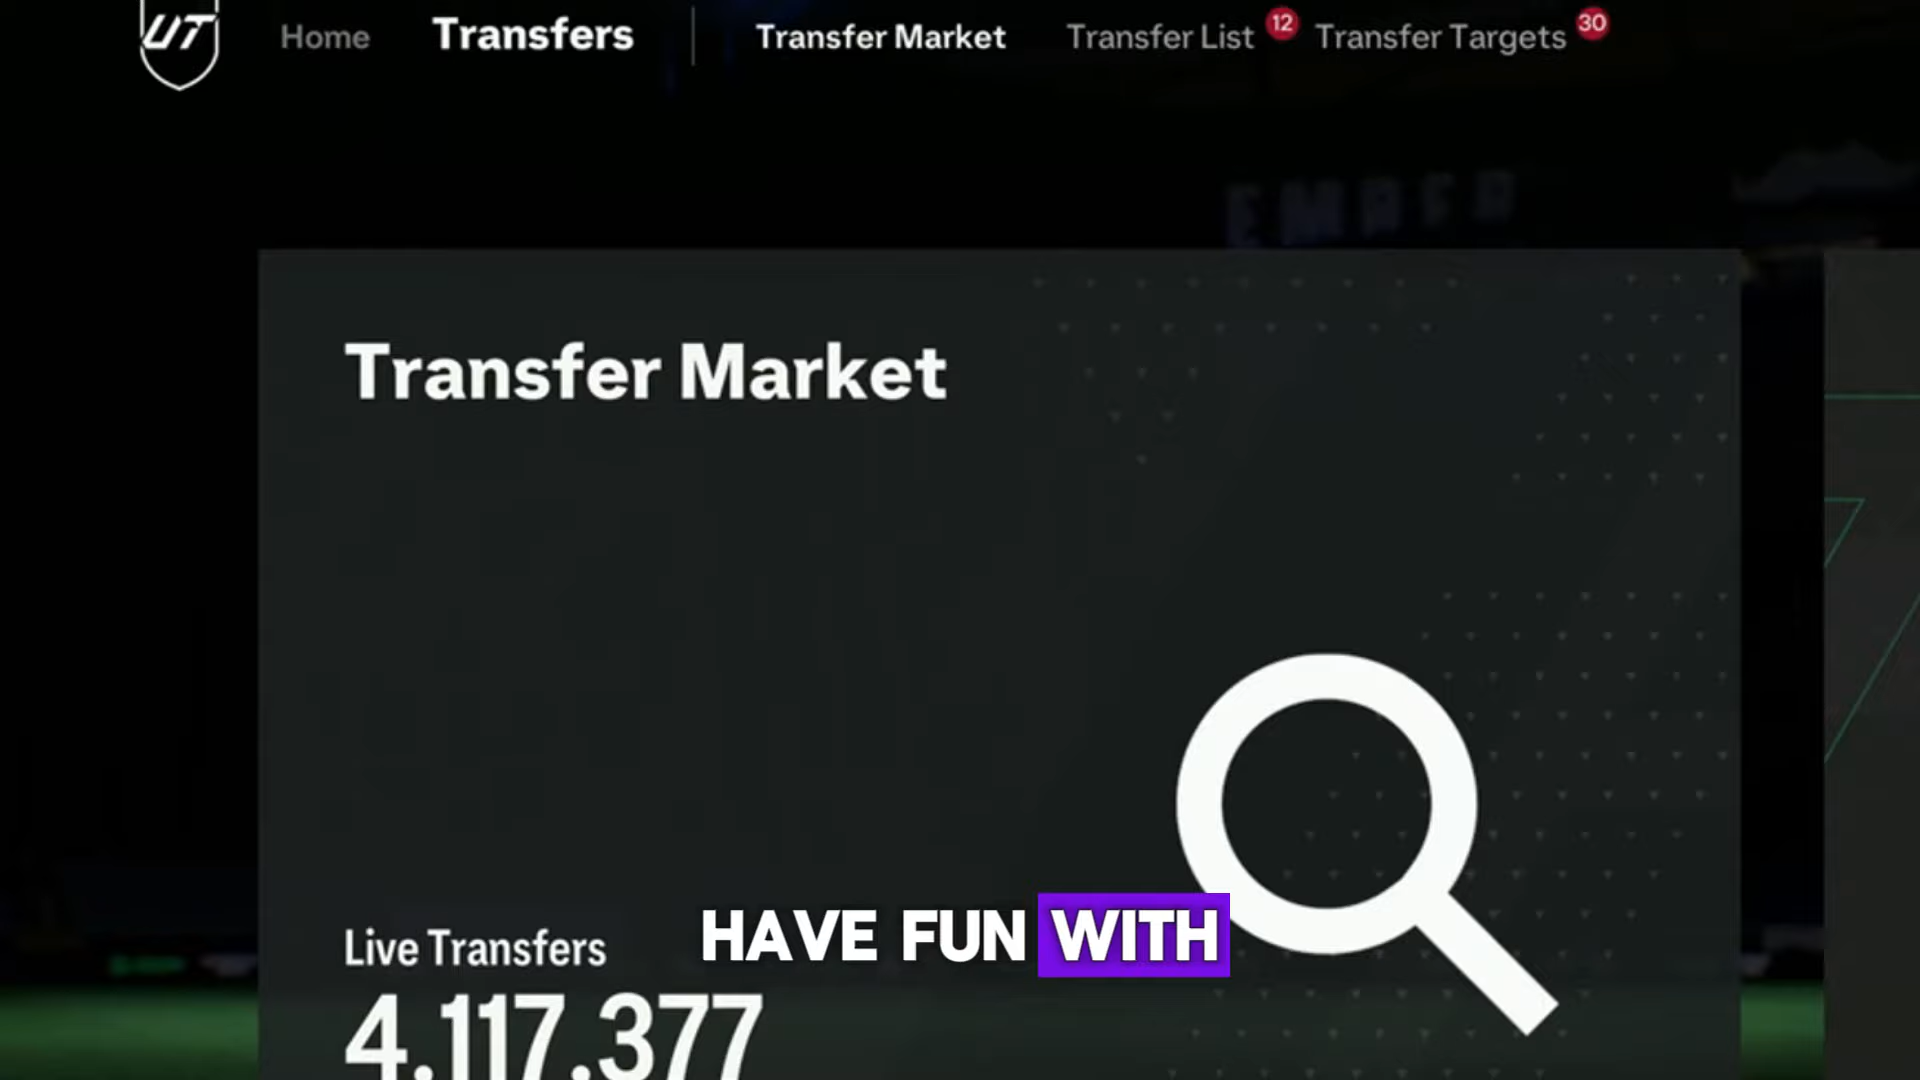 UT
Home Transfers Transfer Market Transfer List 12 Transfer Targets 30
Transfer Market
Live Transfers
4.117.377
HAVE FUN WITH